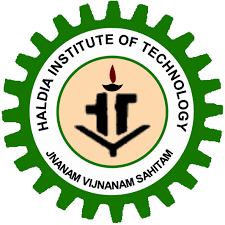 HALDIA INSTITUTE OF TECHNOLOGY
JNANAM VIJNANAM SAHITAM